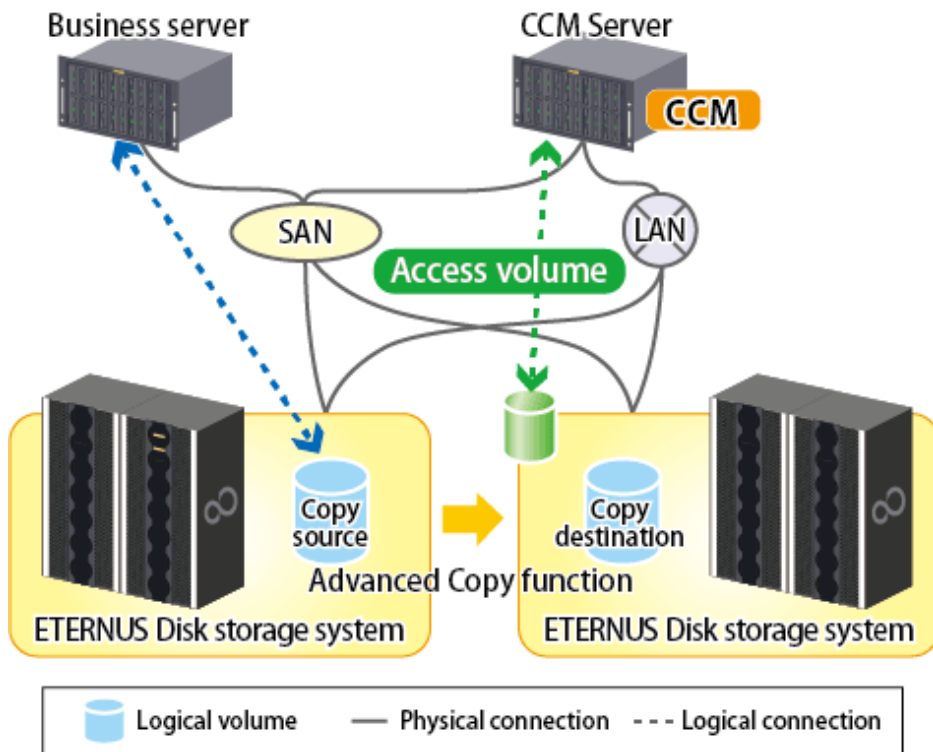 Business server
CCM Server
CCM
SAN
LAN
Access volume
Copy
source
Copy
destination
Advanced Copy function
ETERNUS Disk storage system
ETERNUS Disk storage system
Logical volume
Physical connection
Logical connection